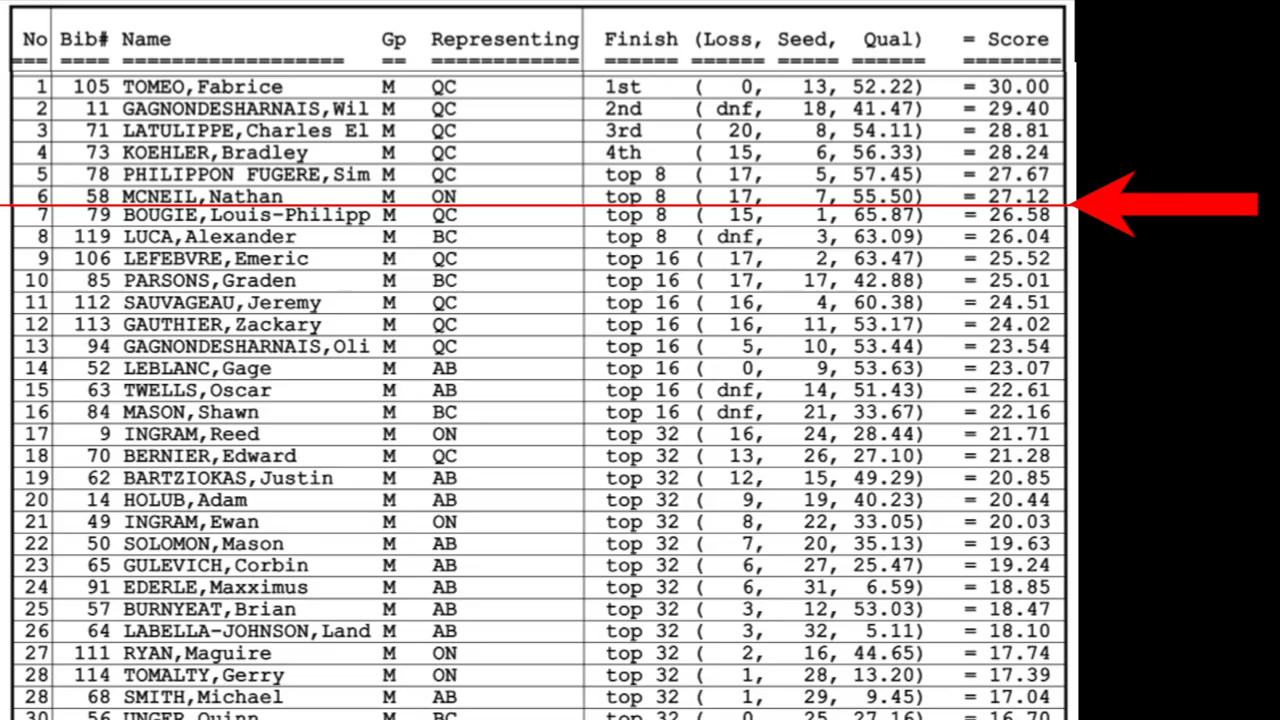 No Bib# Name Gp Representing Finish (Loss, Seed, Qual) = Score
=== ==== ================== == ============ ====== ====== ===== ====== ========
1 105 TOMEO,Fabrice M QC 1st ( 0, 13, 52.22) = 30.00
2 11 GAGNONDESHARNAIS,Wil M QC 2nd ( dnf, 18, 41.47) = 29.40
3 71 LATULIPPE,Charles El M QC 3rd ( 20, 8, 54.11) = 28.81
4 73 KOEHLER,Bradley M QC 4th ( 15, 6, 56.33) = 28.24
5 78 PHILIPPON FUGERE,Sim M QC top 8 ( 17, 5, 57.45) = 27.67
6 58 MCNEIL,Nathan M ON top 8 ( 17, 7, 55.50) = 27.12
7 79 BOUGIE,Louis-Philipp M QC top 8 ( 15, 1, 65.87) = 26.58
8 119 LUCA,Alexander M BC top 8 ( dnf, 3, 63.09) = 26.04
9 106 LEFEBVRE,Emeric M QC top 16 ( 17, 2, 63.47) = 25.52
10 85 PARSONS,Graden M BC top 16 ( 17, 17, 42.88) = 25.01
11 112 SAUVAGEAU,Jeremy M QC top 16 ( 16, 4, 60.38) = 24.51
12 113 GAUTHIER,Zackary M QC top 16 ( 16, 11, 53.17) = 24.02
13 94 GAGNONDESHARNAIS,Oli M QC top 16 ( 5, 10, 53.44) = 23.54
14 52 LEBLANC,Gage M AB top 16 ( 0, 9, 53.63) = 23.07
15 63 TWELLS,Oscar M AB top 16 ( dnf, 14, 51.43) = 22.61
16 84 MASON,Shawn M BC top 16 ( dnf, 21, 33.67) = 22.16
17 9 INGRAM,Reed M ON top 32 ( 16, 24, 28.44) = 21.71
18 70 BERNIER,Edward M QC top 32 ( 13, 26, 27.10) = 21.28
19 62 BARTZIOKAS,Justin M AB top 32 ( 12, 15, 49.29) = 20.85
20 14 HOLUB,Adam M AB top 32 ( 9, 19, 40.23) = 20.44
21 49 INGRAM,Ewan M ON top 32 ( 8, 22, 33.05) = 20.03
22 50 SOLOMON,Mason M AB top 32 ( 7, 20, 35.13) = 19.63
23 65 GULEVICH,Corbin M AB top 32 ( 6, 27, 25.47) = 19.24
24 91 EDERLE,Maxximus M AB top 32 ( 6, 31, 6.59) = 18.85
25 57 BURNYEAT,Brian M AB top 32 ( 3, 12, 53.03) = 18.47
26 64 LABELLA-JOHNSON,Land M AB top 32 ( 3, 32, 5.11) = 18.10
27 111 RYAN,Maguire M ON top 32 ( 2, 16, 44.65) = 17.74
28 114 TOMALTY,Gerry M ON top 32 ( 1, 28, 13.20) = 17.39
28 68 SMITH,Michael M AB top 32 ( 1, 29, 9.45) = 17.04
30 56 UNGER,Quinn M BC top 32 ( 0, 25, 27.16) = 16.70